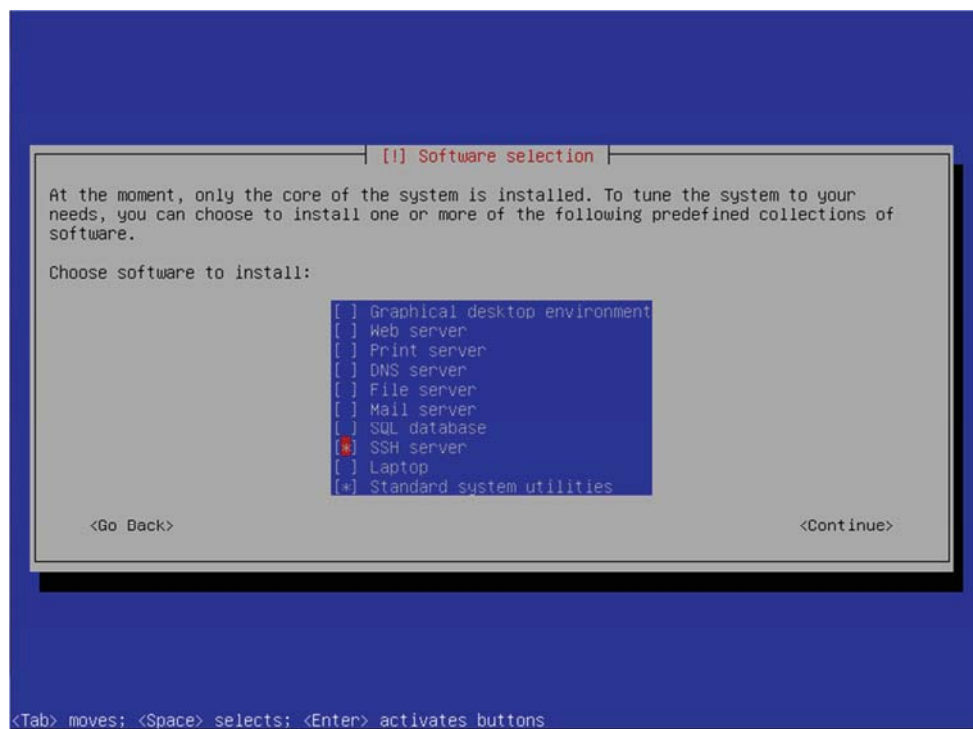 [!] Software selection
At the moment, only the core of the system is installed. To tune the system to your
needs, you can choose to install one or more of the following predefined collections of
software.
Choose software to install:
[ ] Graphical desktop environment
[ ] Web server
[ ] Print server
[ ] DNS server
[ ] File server
[ ] Mail server
[ ] SQL database
[*] SSH server
[ ] Laptop
[*] Standard system utilities
<Go Back> <Continue>
<Tab> moves; <Space> selects; <Enter> activates buttons